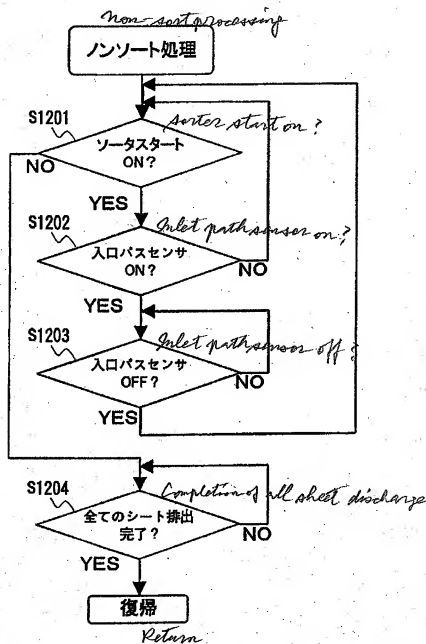 Non-sort processing
ノンソート処理
S1201
Sorter start on?
ソータスタート
ON?
NO
YES
S1202
Inlet path sensor on?
入口パスセンサ
ON?
NO
YES
S1203
Inlet path sensor off?
入口パスセンサ
OFF?
NO
YES
S1204
Completion of all sheet discharge
全てのシート排出
完了?
NO
YES
復帰
Return